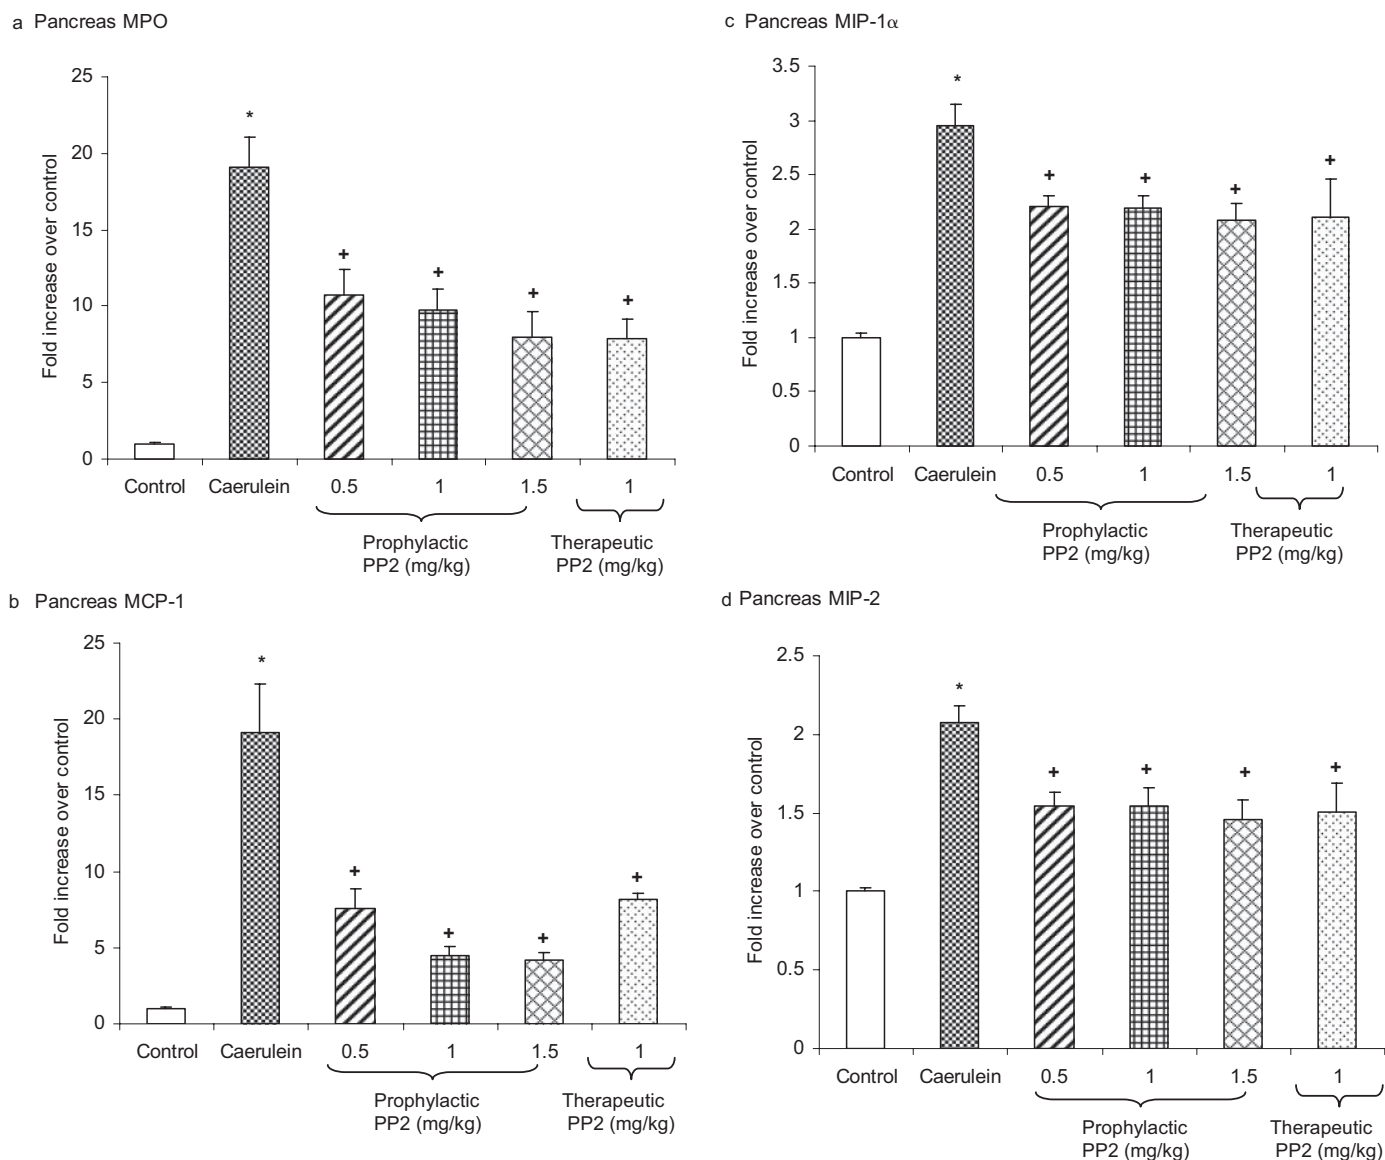 a Pancreas MPO
Fold increase over control
25
20
15
10
5
0
*
+
+
+
+
Control Caerulein 0.5 1 1.5 1
Prophylactic Therapeutic
PP2 (mg/kg) PP2 (mg/kg)
c Pancreas MIP-1α
Fold increase over control
3.5
3
2.5
2
1.5
1
0.5
0
*
+
+
+
+
Control Caerulein 0.5 1 1.5 1
Prophylactic Therapeutic
PP2 (mg/kg) PP2 (mg/kg)
b Pancreas MCP-1
Fold increase over control
25
20
15
10
5
0
*
+
+
+
+
Control Caerulein 0.5 1 1.5 1
Prophylactic Therapeutic
PP2 (mg/kg) PP2 (mg/kg)
d Pancreas MIP-2
Fold increase over control
2.5
2
1.5
1
0.5
0
*
+
+
+
+
Control Caerulein 0.5 1 1.5 1
Prophylactic Therapeutic
PP2 (mg/kg) PP2 (mg/kg)